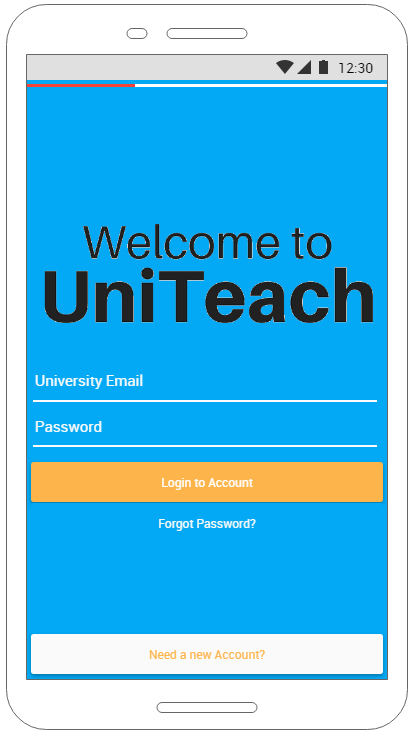 12:30
Welcome to
UniTeach
University Email
Password
Login to Account
Forgot Password?
Need a new Account?